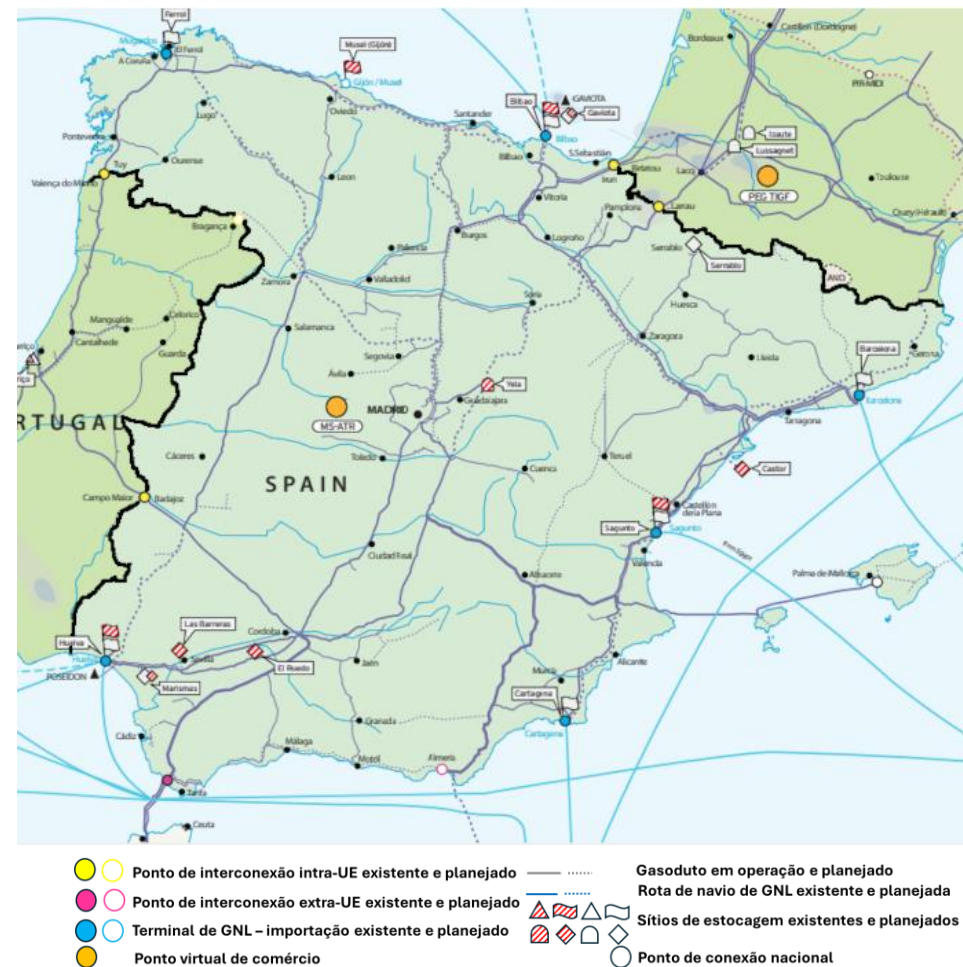 Ferrol
Mugardos
El Ferrol
A Coruña
Musel (Gijón)
Gijón / Musel
Oviedo
Lugo
Santander
Bilbao
GAVIOTA
Gaviota
Bilbao
Bilbao
S.Sebastián
Irun
Biriatou
Bordeaux
Castillon (Dordogne)
PIR-MIDI
Izaute
Lussagnet
Lacq
PEG TIGF
Toulouse
Cruzy (Hérault)
Larrau
Pontevedra
Tuy
Valença do Minho
Ourense
Leon
Vitoria
Pamplona
Burgos
Logroño
Serrablo
Serrablo
AND.
Bragança
Palencia
Zamora
Valladolid
Soria
Huesca
Zaragoza
Lleida
Gerona
Barcelona
Barcelona
Tarragona
Mangualde
Celorico
Cantalhede
Guarda
Salamanca
Segovia
Ávila
MADRID
Guadalajara
Yela
MS-ATR
RTUGAL
SPAIN
Cáceres
Toledo
Cuenca
Teruel
Castor
Castellón
de la Plana
Sagunto
Sagunto
Valencia
Campo Maior
Badajoz
Ciudad Real
Albacete
Palma de Mallorca
Huelva
Huelva
POSEIDON
Las Barreras
Sevilla
Marismas
Cordoba
El Ruedo
Jaén
Murcia
Alicante
Cartagena
Cartagena
Granada
Cádiz
Málaga
Motril
Almeria
Tarifa
Ceuta
Ponto de interconexão intra-UE existente e planejado
Ponto de interconexão extra-UE existente e planejado
Terminal de GNL – importação existente e planejado
Ponto virtual de comércio
Gasoduto em operação e planejado
Rota de navio de GNL existente e planejada
Sítios de estocagem existentes e planejados
Ponto de conexão nacional